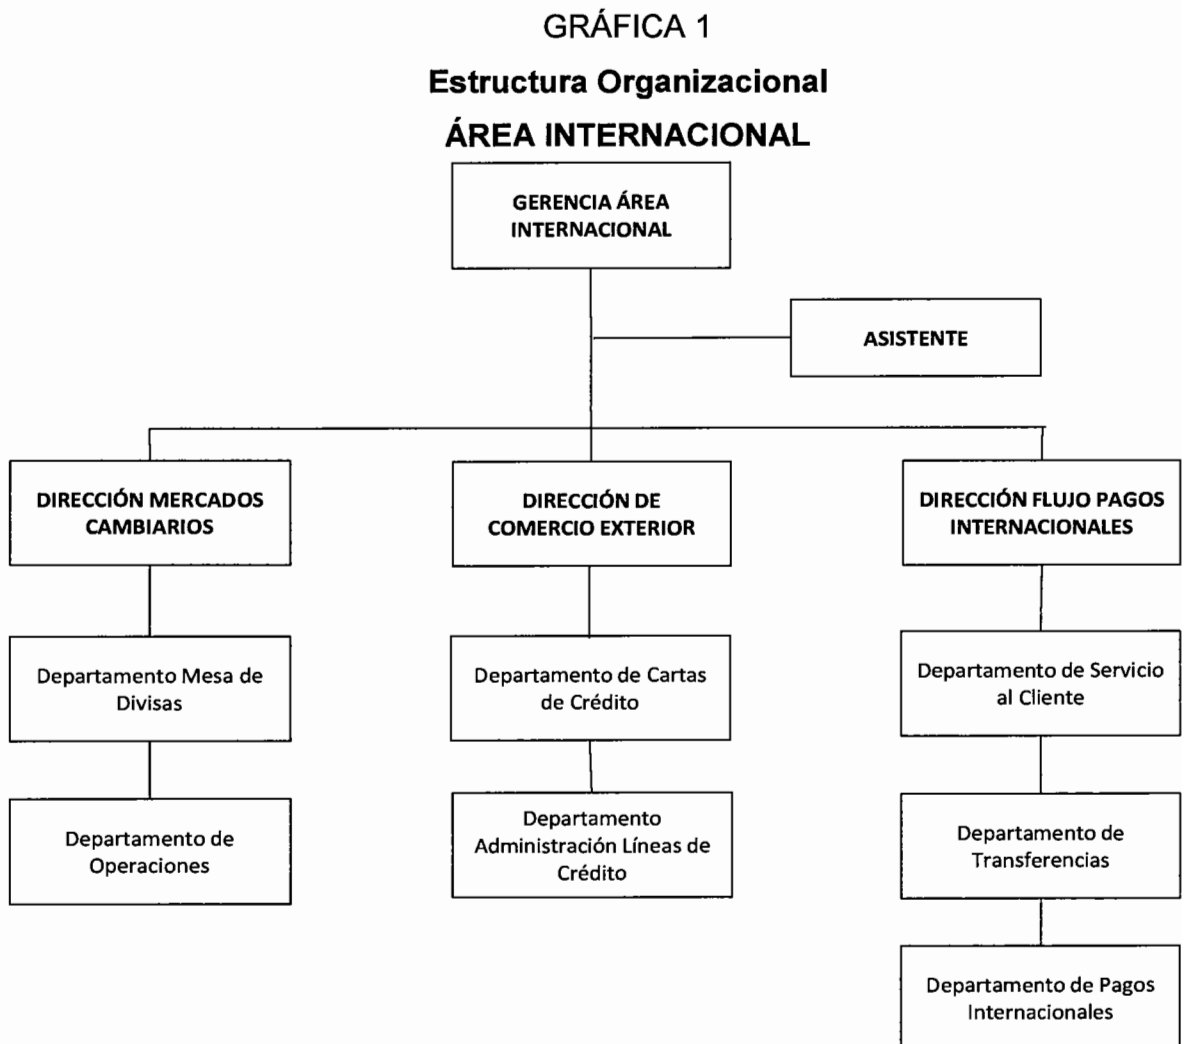 GRÁFICA 1
Estructura Organizacional
ÁREA INTERNACIONAL
GERENCIA ÁREA
INTERNACIONAL
ASISTENTE
DIRECCIÓN MERCADOS
CAMBIARIOS
DIRECCIÓN DE
COMERCIO EXTERIOR
DIRECCIÓN FLUJO PAGOS
INTERNACIONALES
Departamento Mesa de
Divisas
Departamento de Cartas
de Crédito
Departamento de Servicio
al Cliente
Departamento de
Operaciones
Departamento
Administración Líneas de
Crédito
Departamento de
Transferencias
Departamento de Pagos
Internacionales